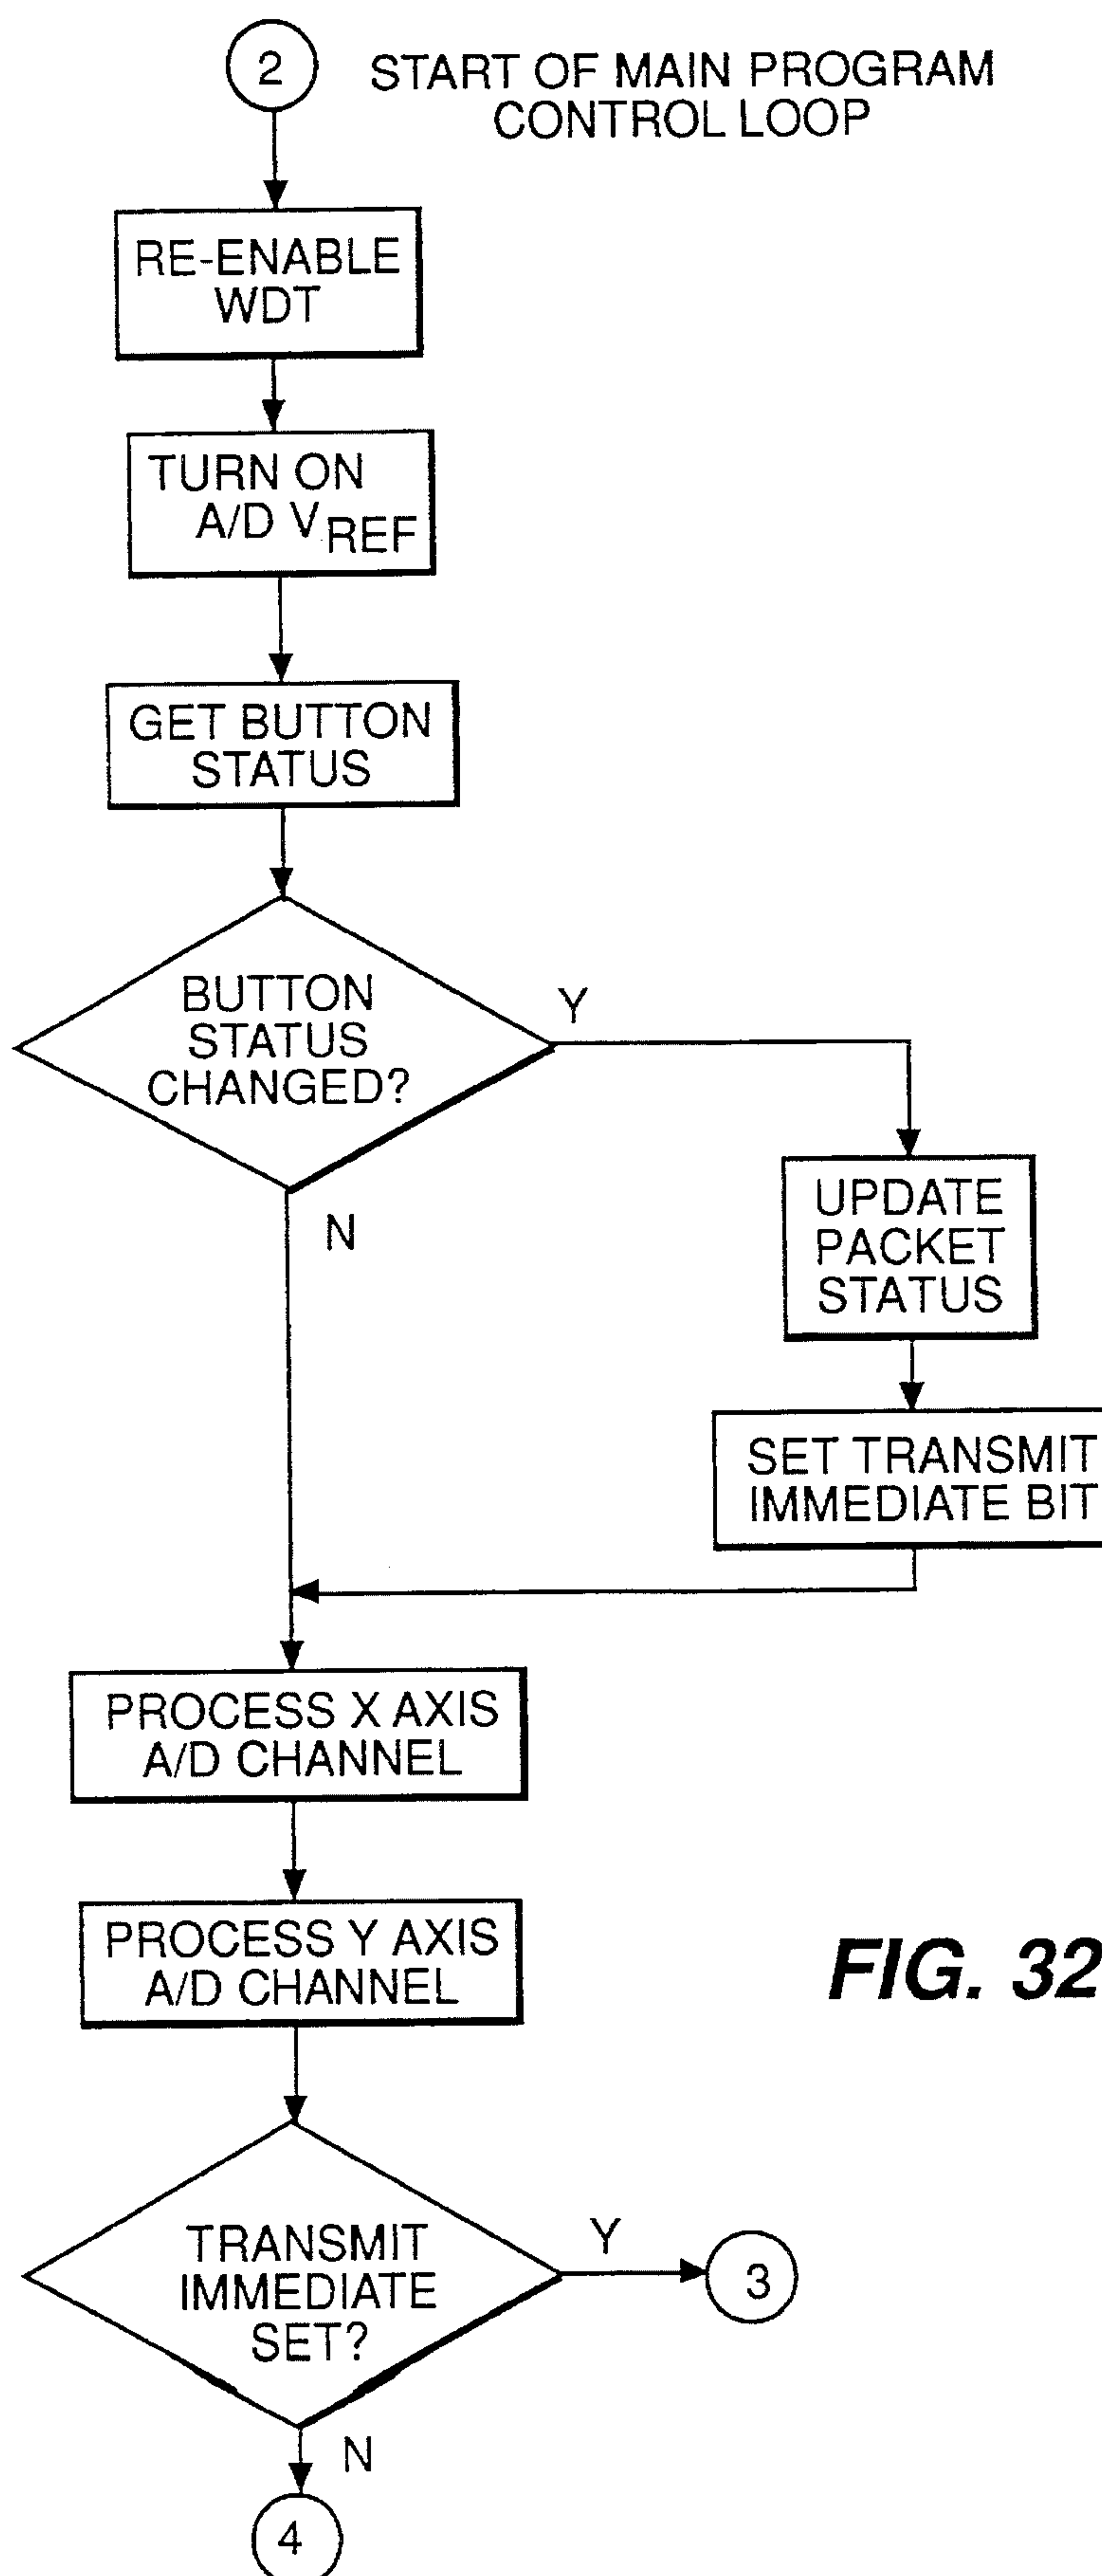 2
START OF MAIN PROGRAM
CONTROL LOOP
RE-ENABLE
WDT
TURN ON
A/D VREF
GET BUTTON
STATUS
BUTTON
STATUS
CHANGED?
Y
N
UPDATE
PACKET
STATUS
SET TRANSMIT
IMMEDIATE BIT
PROCESS X AXIS
A/D CHANNEL
PROCESS Y AXIS
A/D CHANNEL
FIG. 32
TRANSMIT
IMMEDIATE
SET?
Y
3
N
4